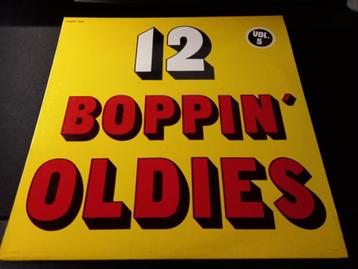 12
VOL.
5
BOPPIN'
OLDIES